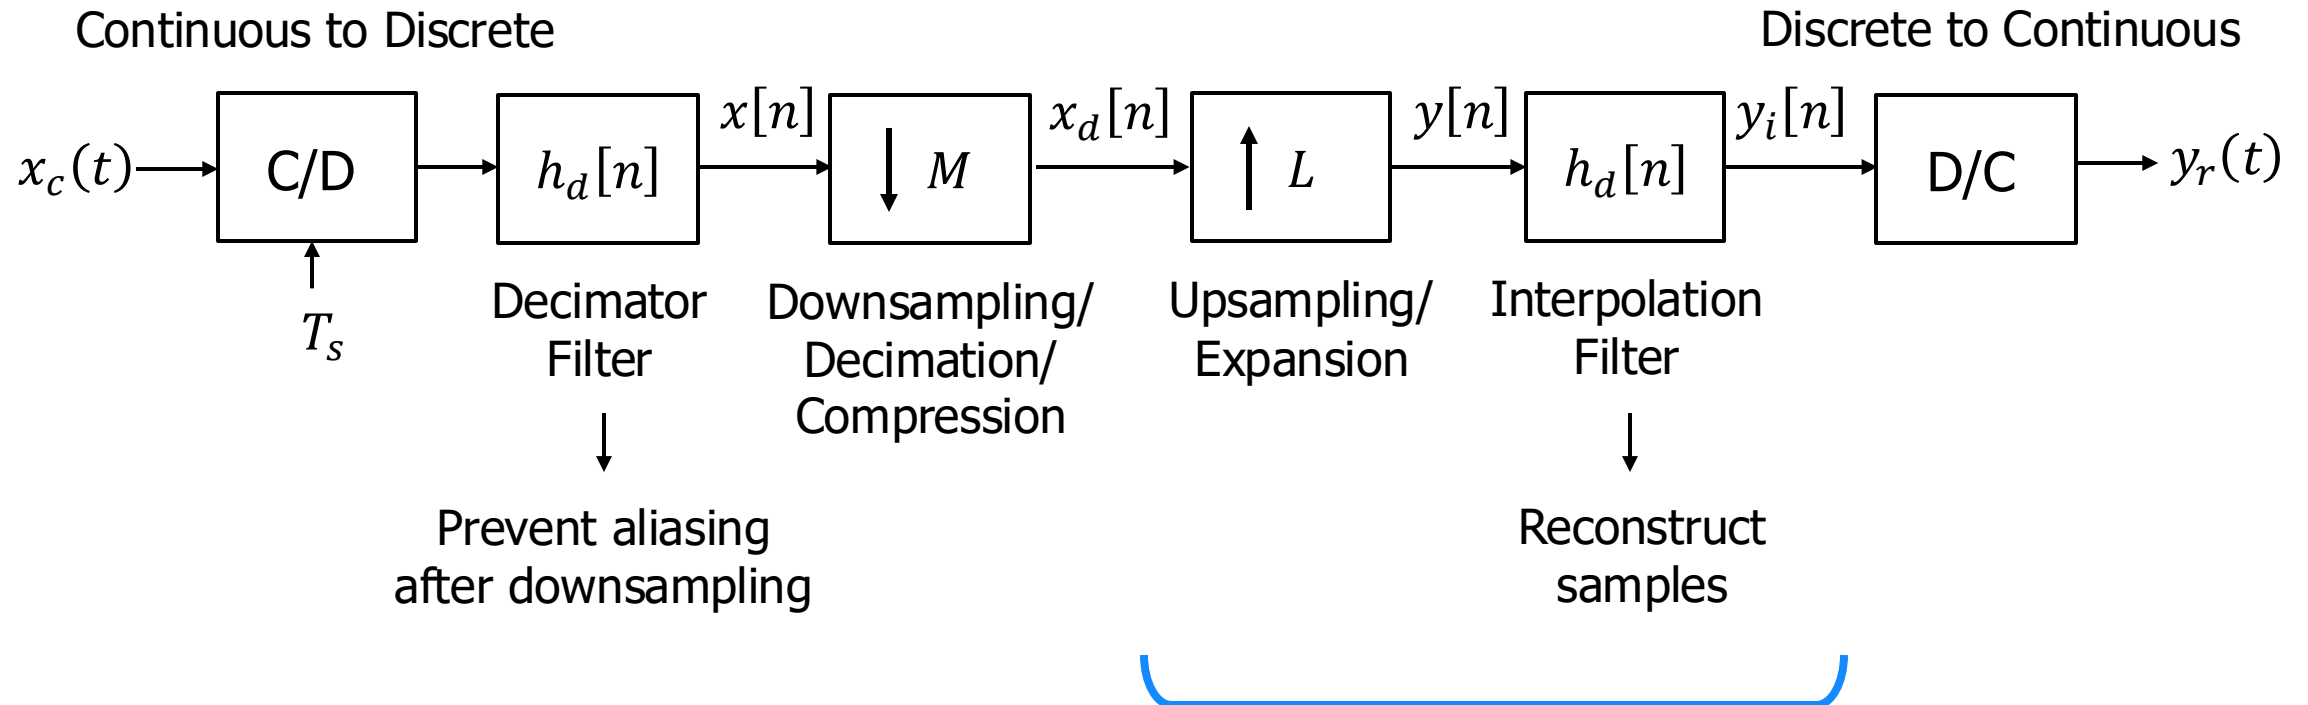 Continuous to Discrete
Discrete to Continuous
x_c(t)
C/D
h_d[n]
x[n]
↓ M
x_d[n]
↑ L
y[n]
h_d[n]
y_i[n]
D/C
y_r(t)
T_s
Decimator
Filter
Downsampling/
Decimation/
Compression
Upsampling/
Expansion
Interpolation
Filter
Prevent aliasing
after downsampling
Reconstruct
samples